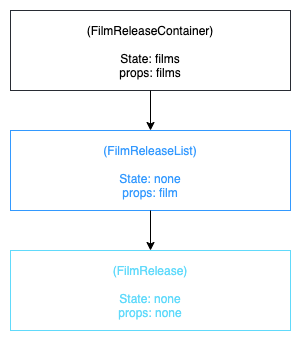 (FilmReleaseContainer)
State: films
props: films
(FilmReleaseList)
State: none
props: film
(FilmRelease)
State: none
props: none